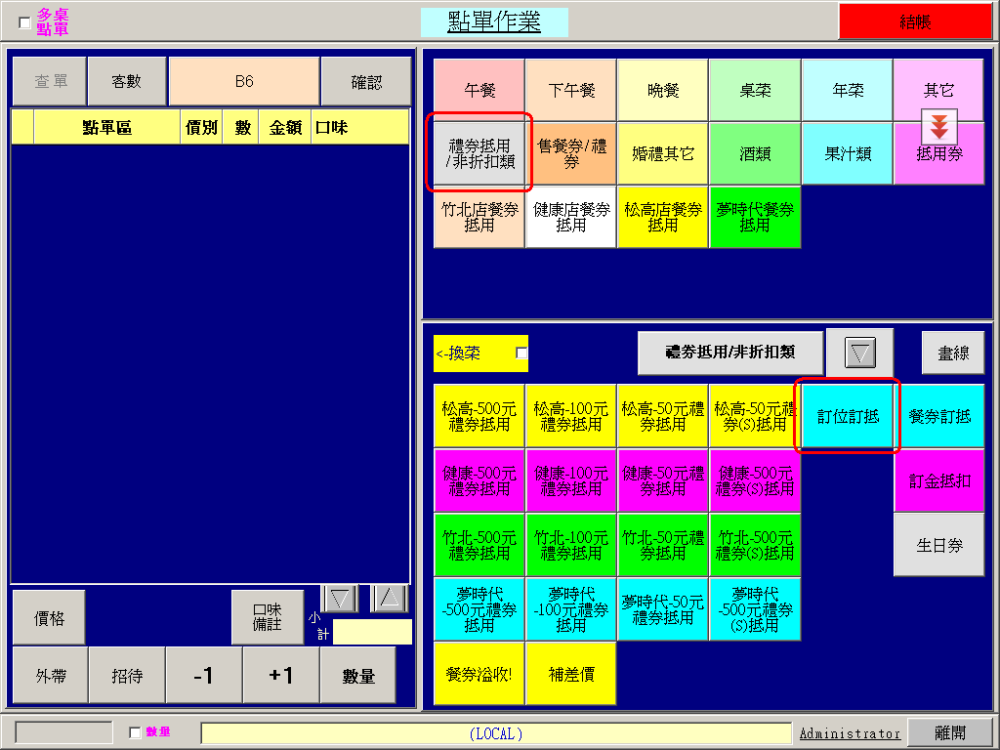 多桌
點單
點單作業
結帳
查單
客數
B6
確認
點單區 價別 數 金額 口味
午餐
下午餐
晚餐
桌菜
年菜
其它
禮券抵用
/非折扣類
售餐券/禮
券
婚禮其它
酒類
果汁類
抵用券
竹北店餐券
抵用
健康店餐券
抵用
松高店餐券
抵用
夢時代餐券
抵用
<-換菜
禮券抵用/非折扣類
▽
畫線
松高-500元
禮券抵用
松高-100元
禮券抵用
松高-50元禮
券抵用
松高-50元禮
券(S)抵用
訂位訂抵
餐券訂抵
健康-500元
禮券抵用
健康-100元
禮券抵用
健康-50元禮
券抵用
健康-500元
禮券(S)抵用
訂金抵扣
竹北-500元
禮券抵用
竹北-100元
禮券抵用
竹北-50元禮
券抵用
竹北-500元
禮券(S)抵用
生日券
夢時代
-500元禮券
抵用
夢時代
-100元禮券
抵用
夢時代-50元
禮券抵用
夢時代
-500元禮券
(S)抵用
餐券溢收!
補差價
價格
口味
備註
▽
△
小
計
外帶
招待
-1
+1
數量
數量
(LOCAL)
Administrator
離開